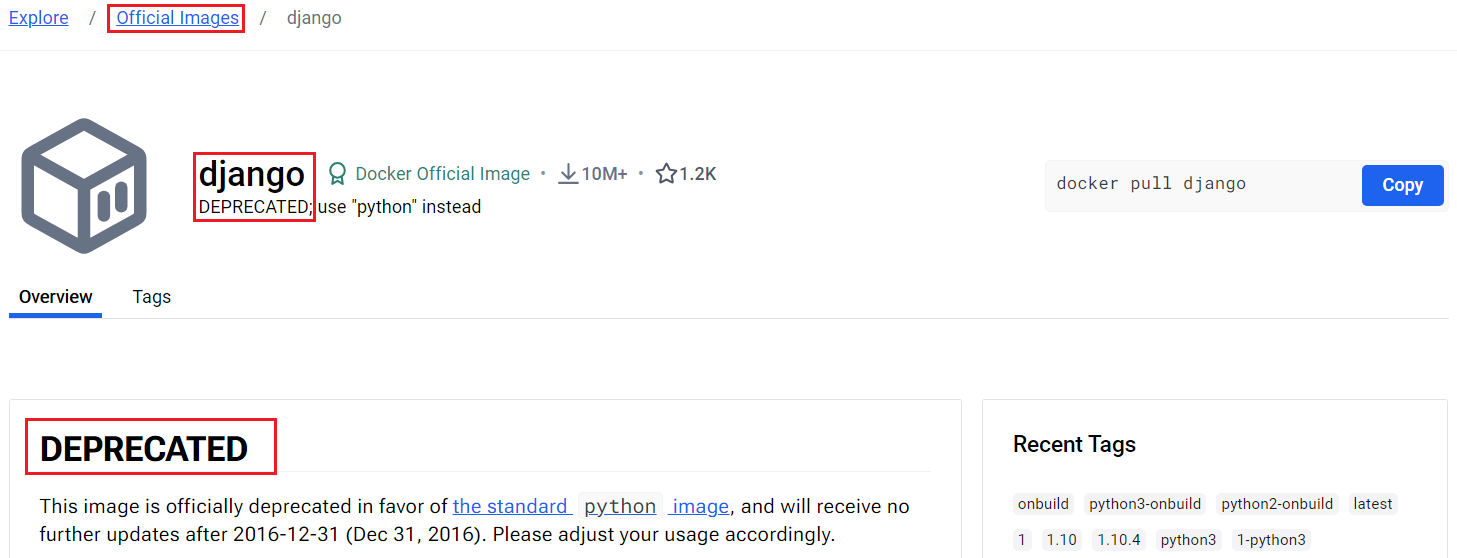 Explore / Official Images / django
django Docker Official Image • 10M+ • 1.2K
DEPRECATED; use "python" instead
docker pull django Copy
Overview Tags
DEPRECATED
This image is officially deprecated in favor of the standard python image, and will receive no
further updates after 2016-12-31 (Dec 31, 2016). Please adjust your usage accordingly.
Recent Tags
onbuild python3-onbuild python2-onbuild latest
1 1.10 1.10.4 python3 1-python3